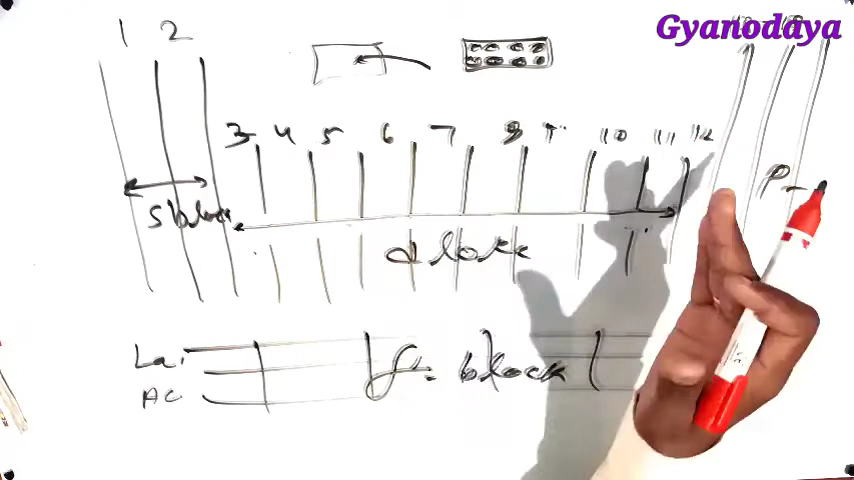 Gyanodaya
1 2
3 4 5 6 7 8 9 10 11 12
S block
P-
d block
La
f- block
AC